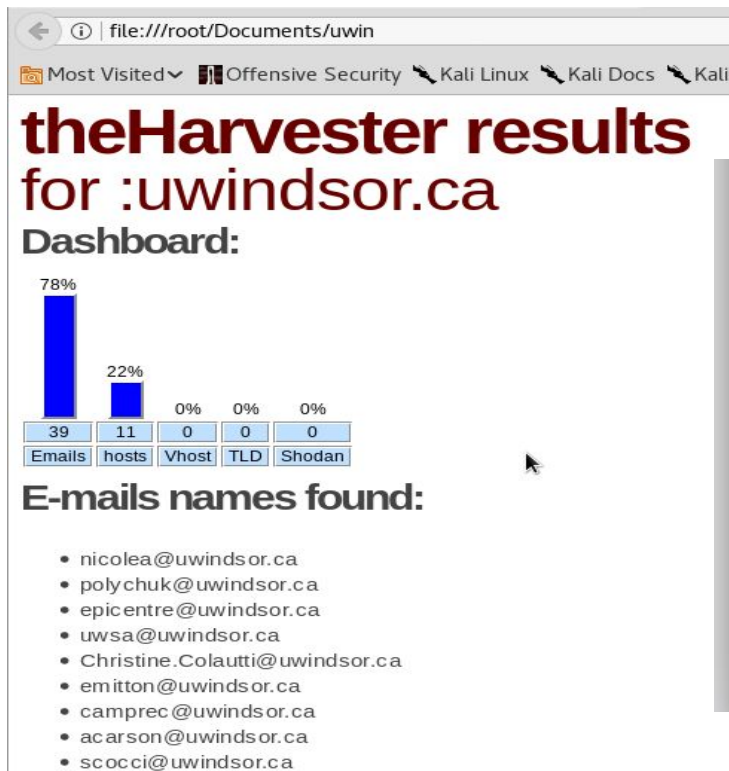 file:///root/Documents/uwin
Most Visited Offensive Security Kali Linux Kali Docs Kali
theHarvester results
for :uwindsor.ca
Dashboard:
78%
22%
0% 0% 0%
39 11 0 0 0
Emails hosts Vhost TLD Shodan
E-mails names found:
• nicolea@uwindsor.ca
• polychuk@uwindsor.ca
• epicentre@uwindsor.ca
• uwsa@uwindsor.ca
• Christine.Colautti@uwindsor.ca
• emitton@uwindsor.ca
• camprec@uwindsor.ca
• acarson@uwindsor.ca
• scocci@uwindsor.ca